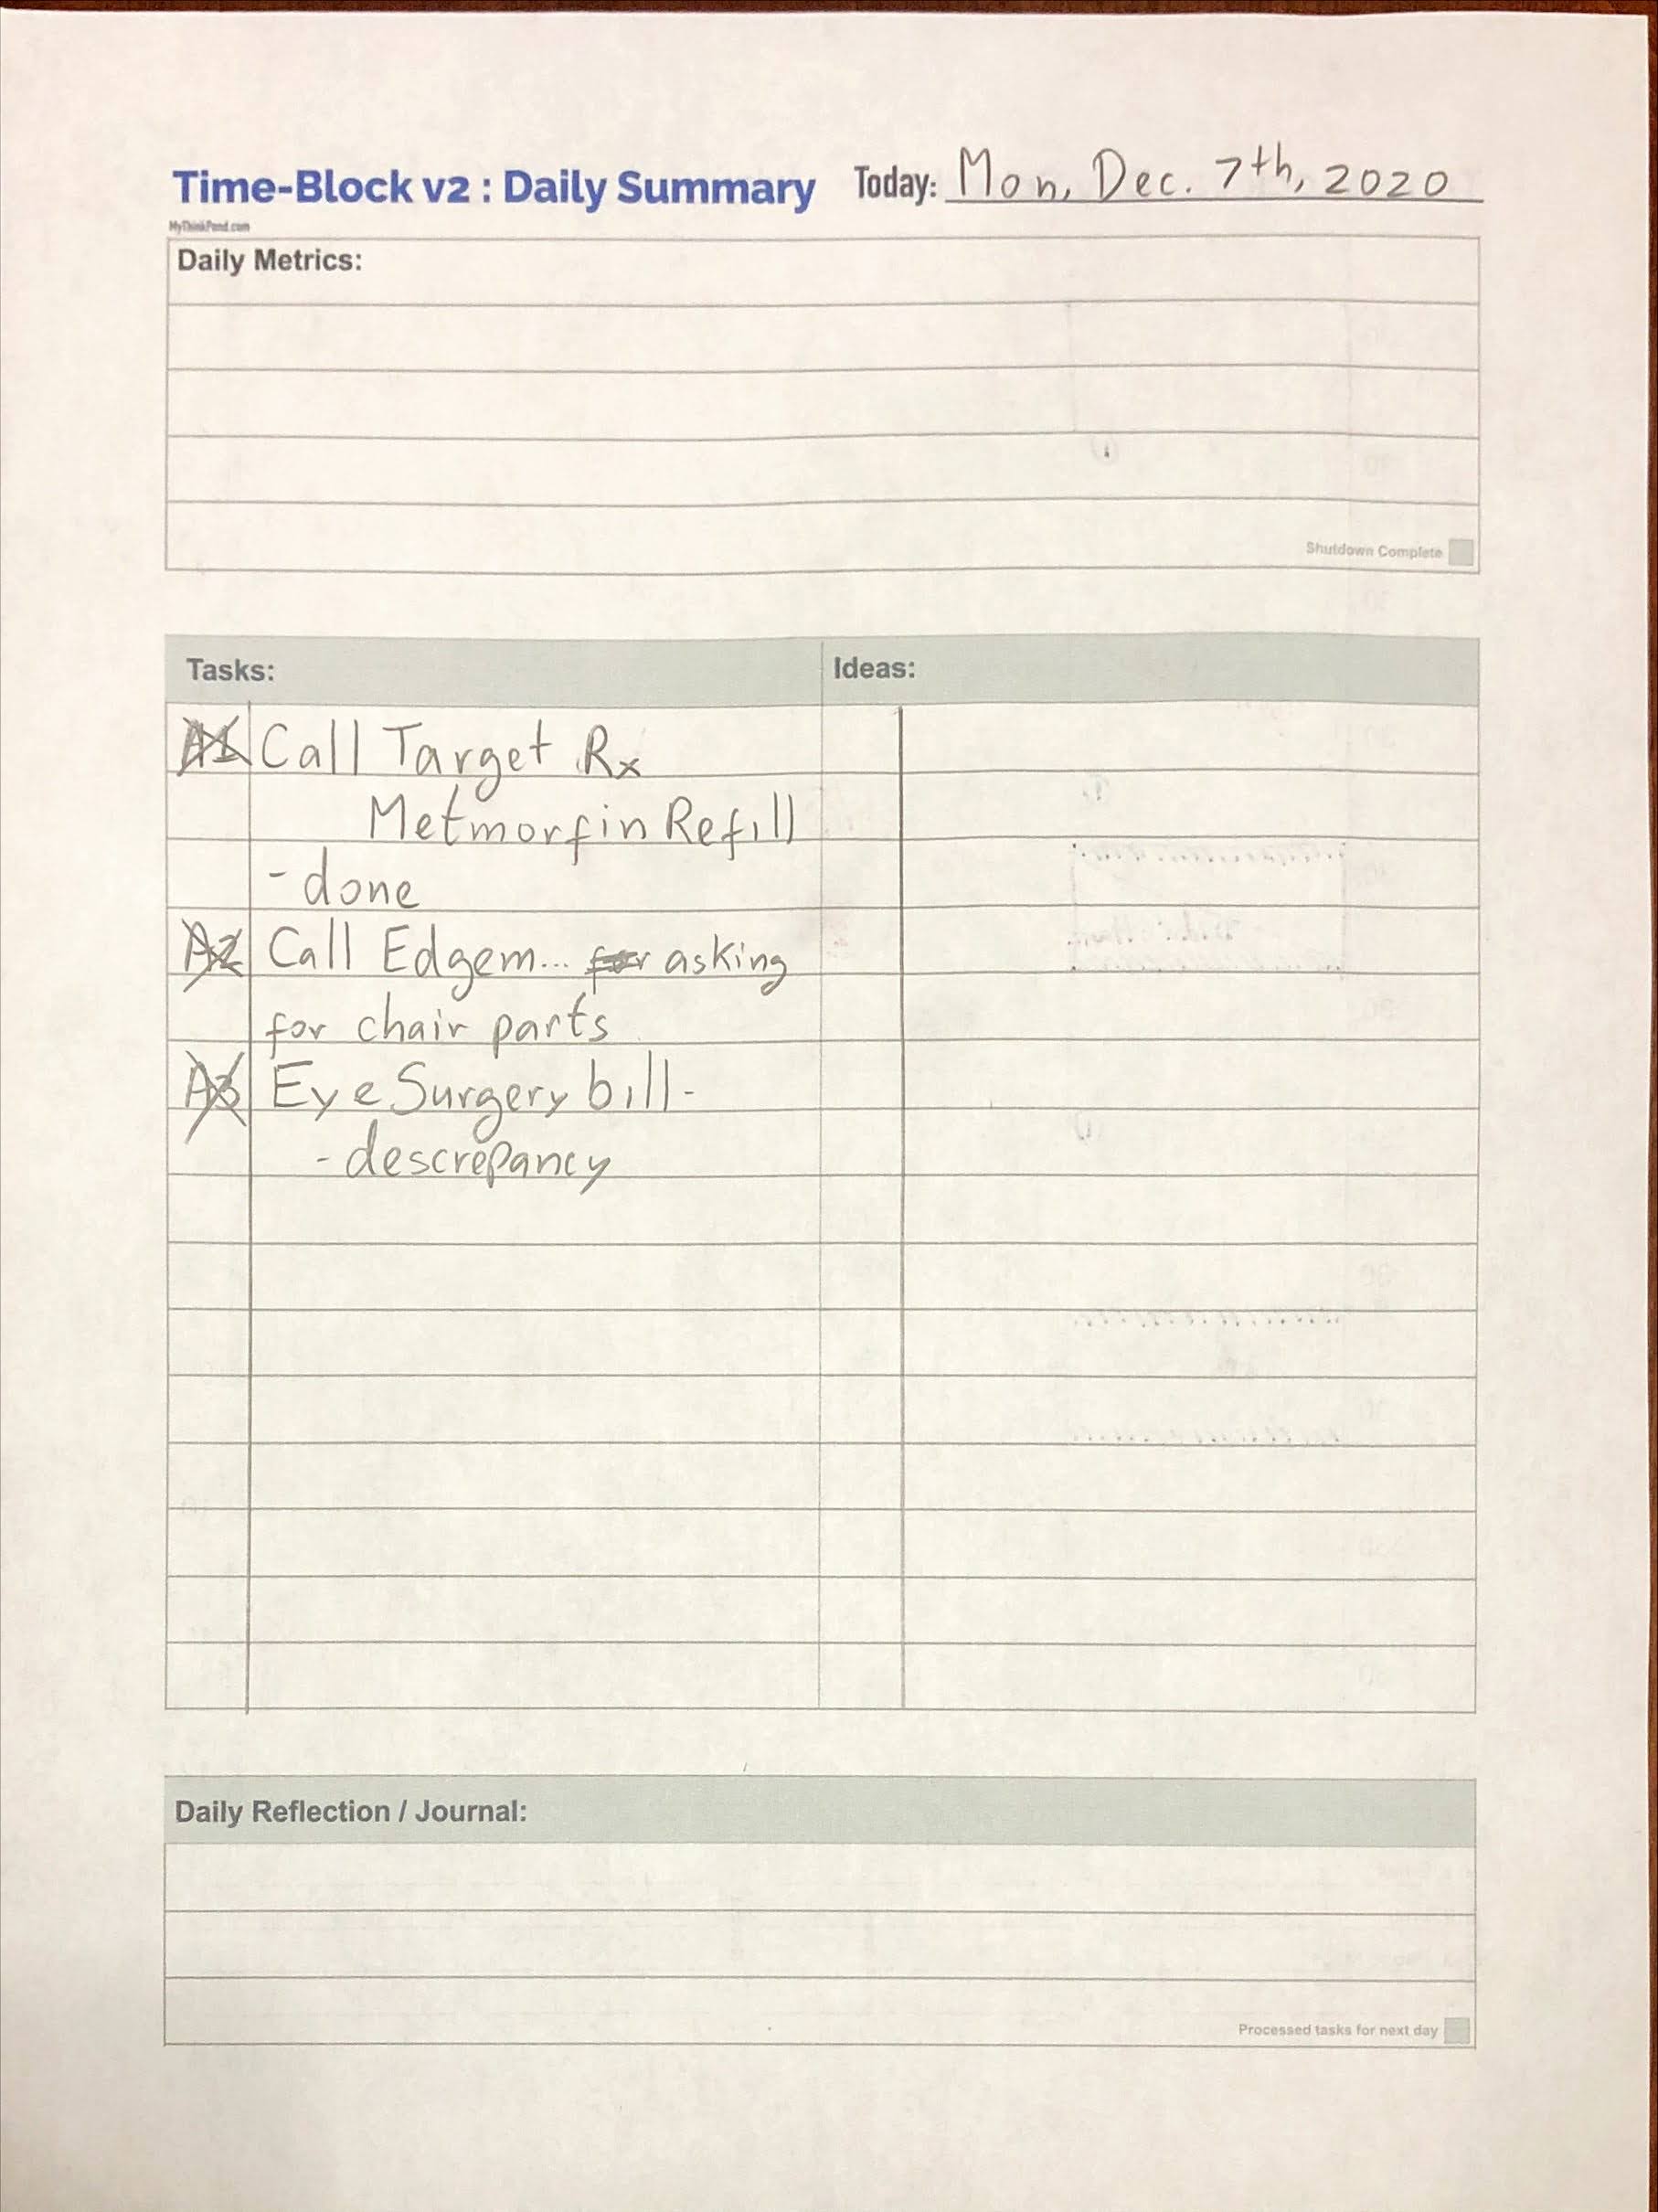 Time-Block v2 : Daily Summary Today: Mon, Dec. 7th, 2020
MyThinkPond.com
Daily Metrics:
Shutdown Complete
Tasks: Ideas:
A1 Call Target Rx
Metmorfin Refill
- done
A2 Call Edgem... for asking
for chair parts
A3 Eye Surgery bill -
- descrepancy
Daily Reflection / Journal:
Processed tasks for next day